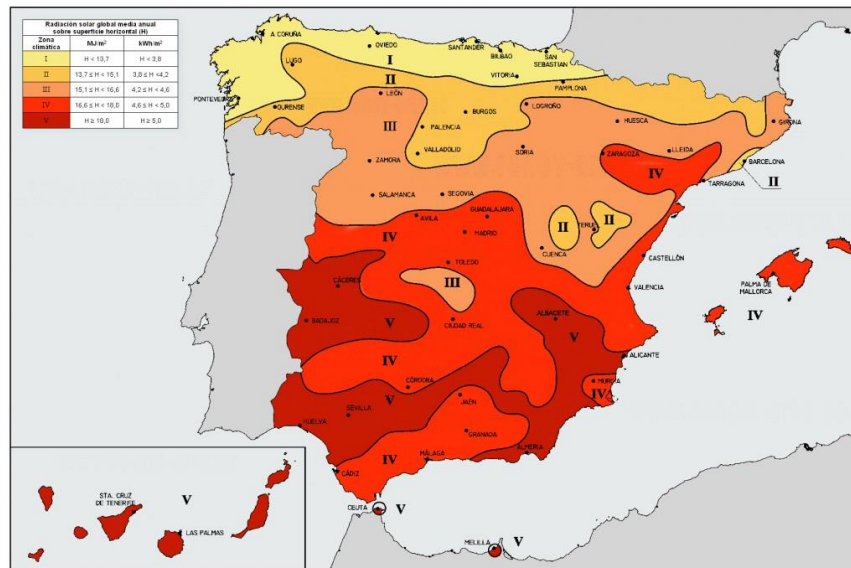 Radiación solar global media anual
sobre superficie horizontal (H)
Zona climática MJ/m² kWh/m²
I H < 13,7 H < 3,8
II 13,7 ≤ H < 15,1 3,8 ≤ H <4,2
III 15,1 ≤ H < 16,6 4,2 ≤ H < 4,6
IV 16,6 ≤ H < 18,0 4,6 ≤ H < 5,0
V H ≥ 18,0 H ≥ 5,0
A CORUÑA
OVIEDO
SANTANDER
BILBAO
SAN SEBASTIAN
I
LUGO
VITORIA
II
PAMPLONA
PONTEVEDRA
OURENSE
LEÓN
BURGOS
LOGROÑO
HUESCA
GIRONA
III
PALENCIA
VALLADOLID
SORIA
ZARAGOZA
LLEIDA
BARCELONA
ZAMORA
IV
TARRAGONA
II
SALAMANCA
SEGOVIA
AVILA
GUADALAJARA
II
II
TERUEL
IV
MADRID
CUENCA
CASTELLÓN
TOLEDO
CÁCERES
III
VALENCIA
PALMA DE MALLORCA
IV
BADAJOZ
V
CIUDAD REAL
ALBACETE
V
IV
ALICANTE
CÓRDOBA
MURCIA
IV
V
JAÉN
SEVILLA
HUELVA
GRANADA
ALMERIA
IV
MÁLAGA
CÁDIZ
STA. CRUZ DE TENERIFE
V
LAS PALMAS
CEUTA
V
MELILLA
V